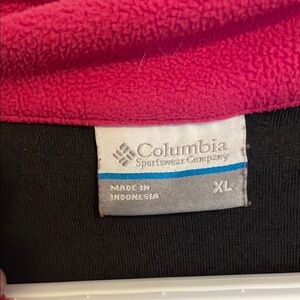 Columbia
Sportswear Company
MADE IN
INDONESIA
XL